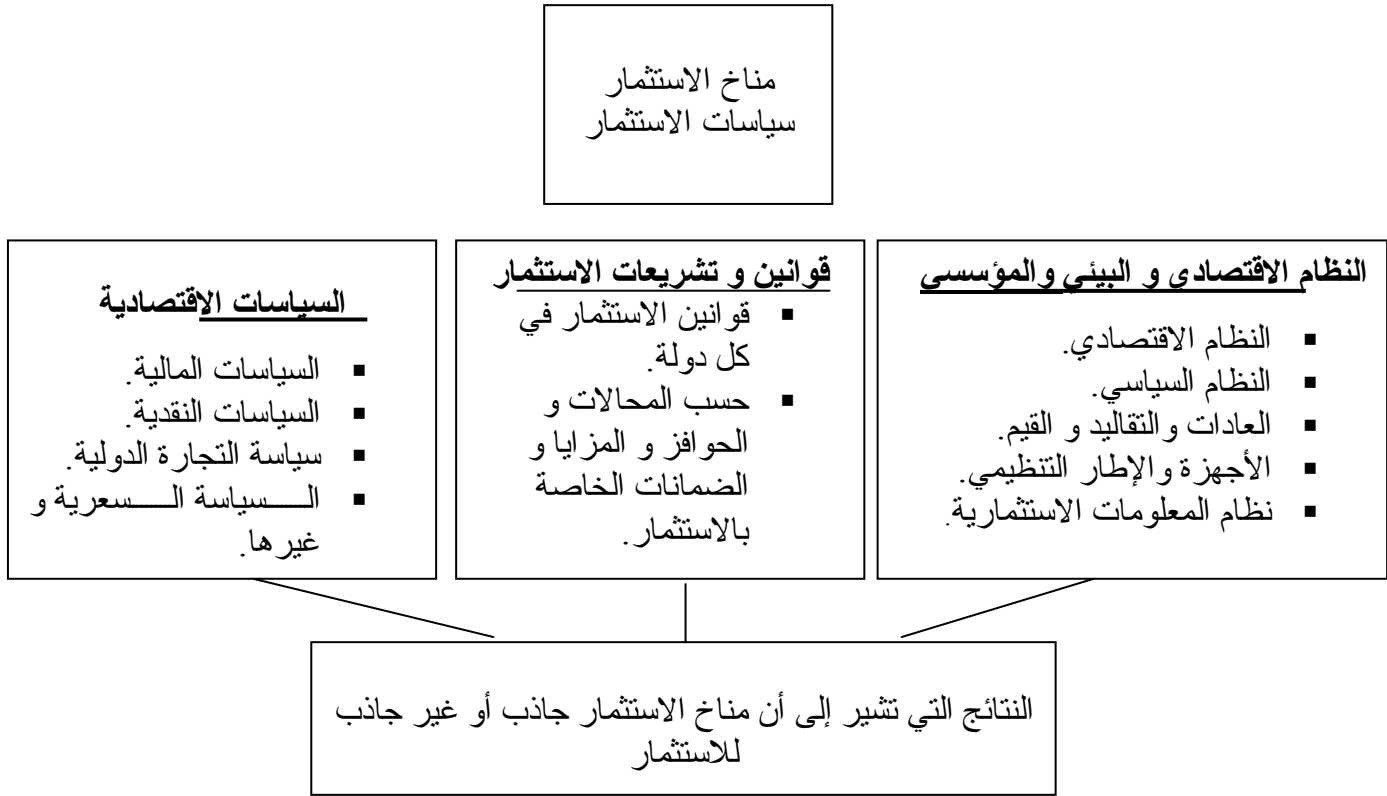 مناخ الاستثمار
سياسات الاستثمار
النظام الاقتصادي و البيئي والمؤسسي
▪ النظام الاقتصادي.
▪ النظام السياسي.
▪ العادات والتقاليد و القيم.
▪ الأجهزة والإطار التنظيمي.
▪ نظام المعلومات الاستثمارية.
قوانين و تشريعات الاستثمار
▪ قوانين الاستثمار في
كل دولة.
▪ حسب المحالات و
الحوافز و المزايا و
الضمانات الخاصة
بالاستثمار.
السياسات الاقتصادية
▪ السياسات المالية.
▪ السياسات النقدية.
▪ سياسة التجارة الدولية.
▪ الـــسياسة الـــسعرية و
غيرها.
النتائج التي تشير إلى أن مناخ الاستثمار جاذب أو غير جاذب
للاستثمار